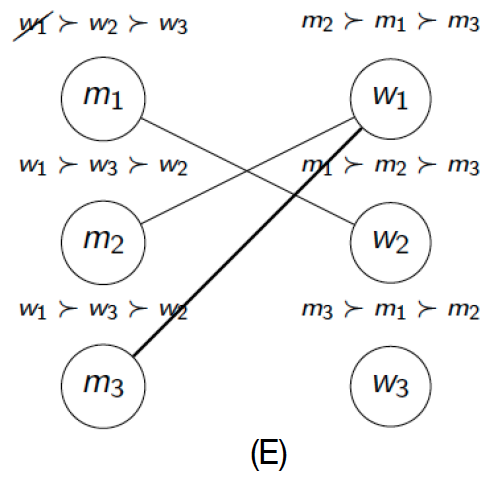 w₁ ≻ w₂ ≻ w₃ m₂ ≻ m₁ ≻ m₃
m₁ w₁
w₁ ≻ w₃ ≻ w₂ m₁ ≻ m₂ ≻ m₃
m₂ w₂
w₁ ≻ w₃ ≻ w₂ m₃ ≻ m₁ ≻ m₂
m₃ w₃
(E)